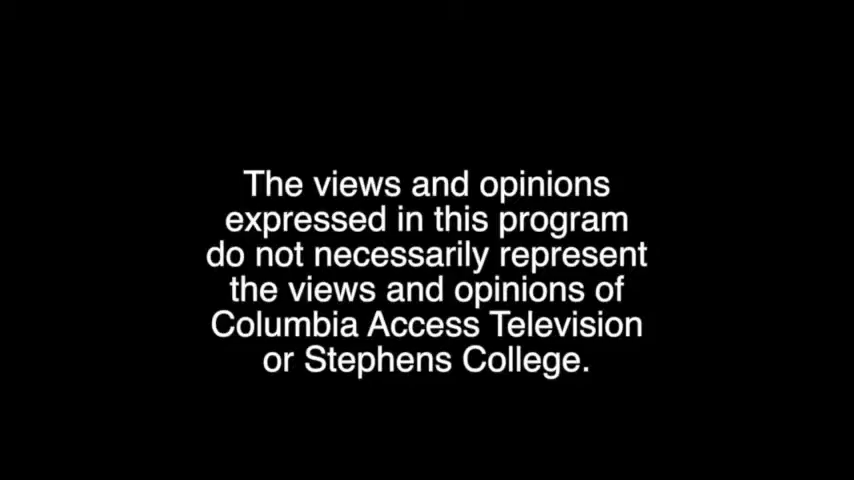 The views and opinions
expressed in this program
do not necessarily represent
the views and opinions of
Columbia Access Television
or Stephens College.